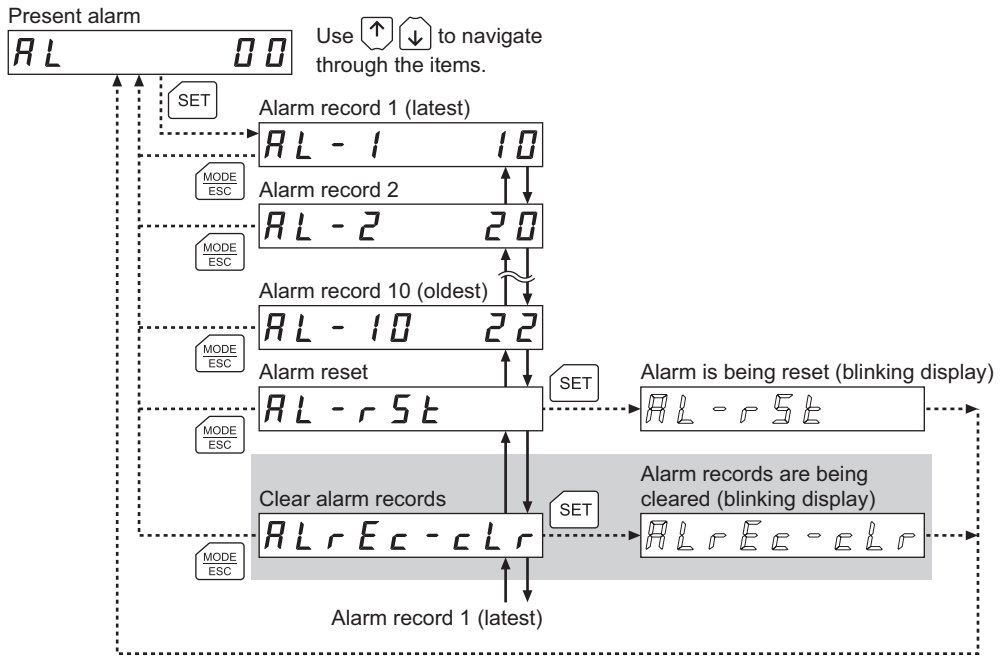 Present alarm
AL 00
Use ↑ ↓ to navigate
through the items.
SET
Alarm record 1 (latest)
AL-1 10
MODE
ESC
Alarm record 2
AL-2 20
MODE
ESC
Alarm record 10 (oldest)
AL-10 22
MODE
ESC
Alarm reset
AL-rSt
SET
Alarm is being reset (blinking display)
AL-rSt
MODE
ESC
Clear alarm records
ALrEc-cLr
SET
Alarm records are being
cleared (blinking display)
ALrEc-cLr
MODE
ESC
Alarm record 1 (latest)